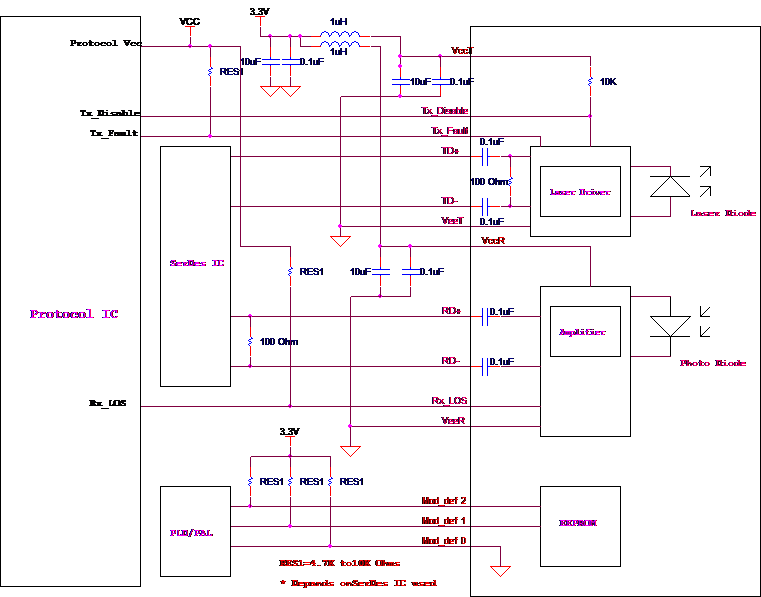 3.3V
VCC
1uH
Protocol Vcc
1uH
VccT
10uF
0.1uF
RES1
10uF
0.1uF
10K
Tx_Disable
Tx_Disable
Tx_Fault
Tx_Fault
0.1uF
TD+
100 Ohm
Laser Driver
TD-
Laser Diode
VeeT
0.1uF
VccR
SerDes IC
RES1
10uF
0.1uF
Protocol IC
RD+
0.1uF
Amplifier
100 Ohm
RD-
0.1uF
Photo Diode
Rx_LOS
Rx_LOS
VeeR
3.3V
RES1
RES1
RES1
Mod_def 2
Mod_def 1
EEPROM
PLD/PAL
Mod_def 0
RES1=4.7K to10K Ohms
* Depends onSerDes IC used